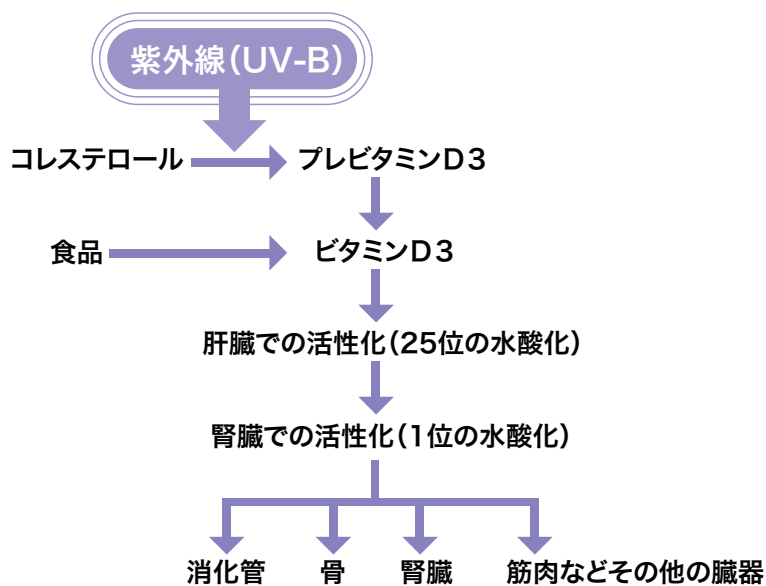 紫外線(UV-B)
コレステロール
プレビタミンD3
食品
ビタミンD3
肝臓での活性化(25位の水酸化)
腎臓での活性化(1位の水酸化)
消化管
骨
腎臓
筋肉などその他の臓器